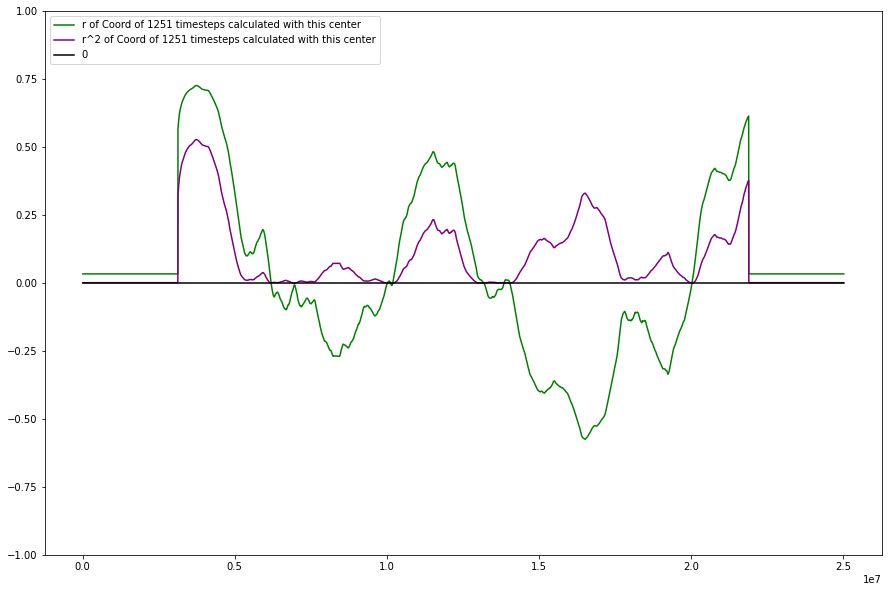 r of Coord of 1251 timesteps calculated with this center
r^2 of Coord of 1251 timesteps calculated with this center
0
1.00
0.75
0.50
0.25
0.00
−0.25
−0.50
−0.75
−1.00
0.0 0.5 1.0 1.5 2.0 2.5
1e7